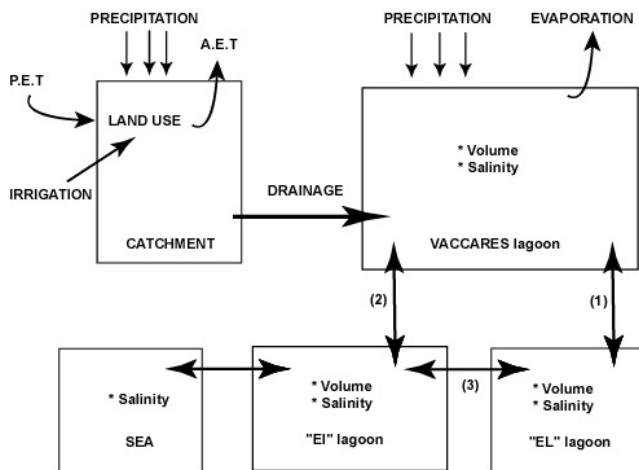 PRECIPITATION
A.E.T
P.E.T
LAND USE
IRRIGATION
CATCHMENT
DRAINAGE
PRECIPITATION
EVAPORATION
* Volume
* Salinity
VACCARES lagoon
(2)
(1)
* Salinity
SEA
* Volume
* Salinity
"EI" lagoon
(3)
* Volume
* Salinity
"EL" lagoon